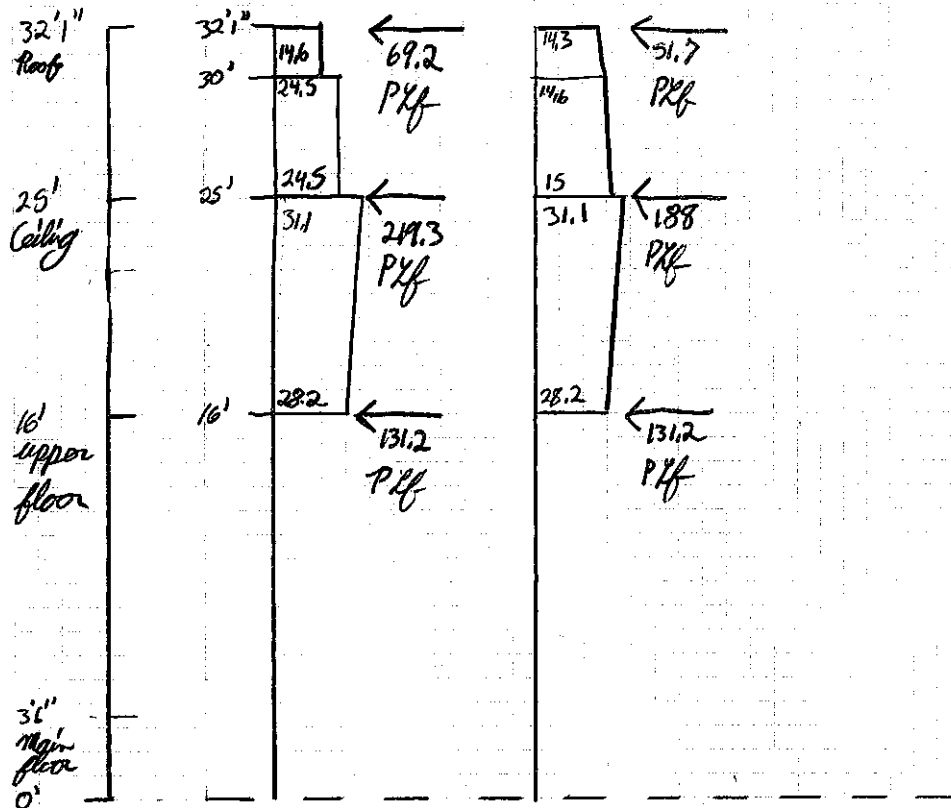 32'1"
Roof
25'
Ceiling
16'
upper
floor
Main
floor
0'
32'1"
30'
25'
16'
14.6
24.5
24.5
31.1
28.2
69.2
PLf
219.3
PLf
131.2
PLf
14.3
14.6
15
31.1
28.2
51.7
PLf
188
PLf
131.2
PLf